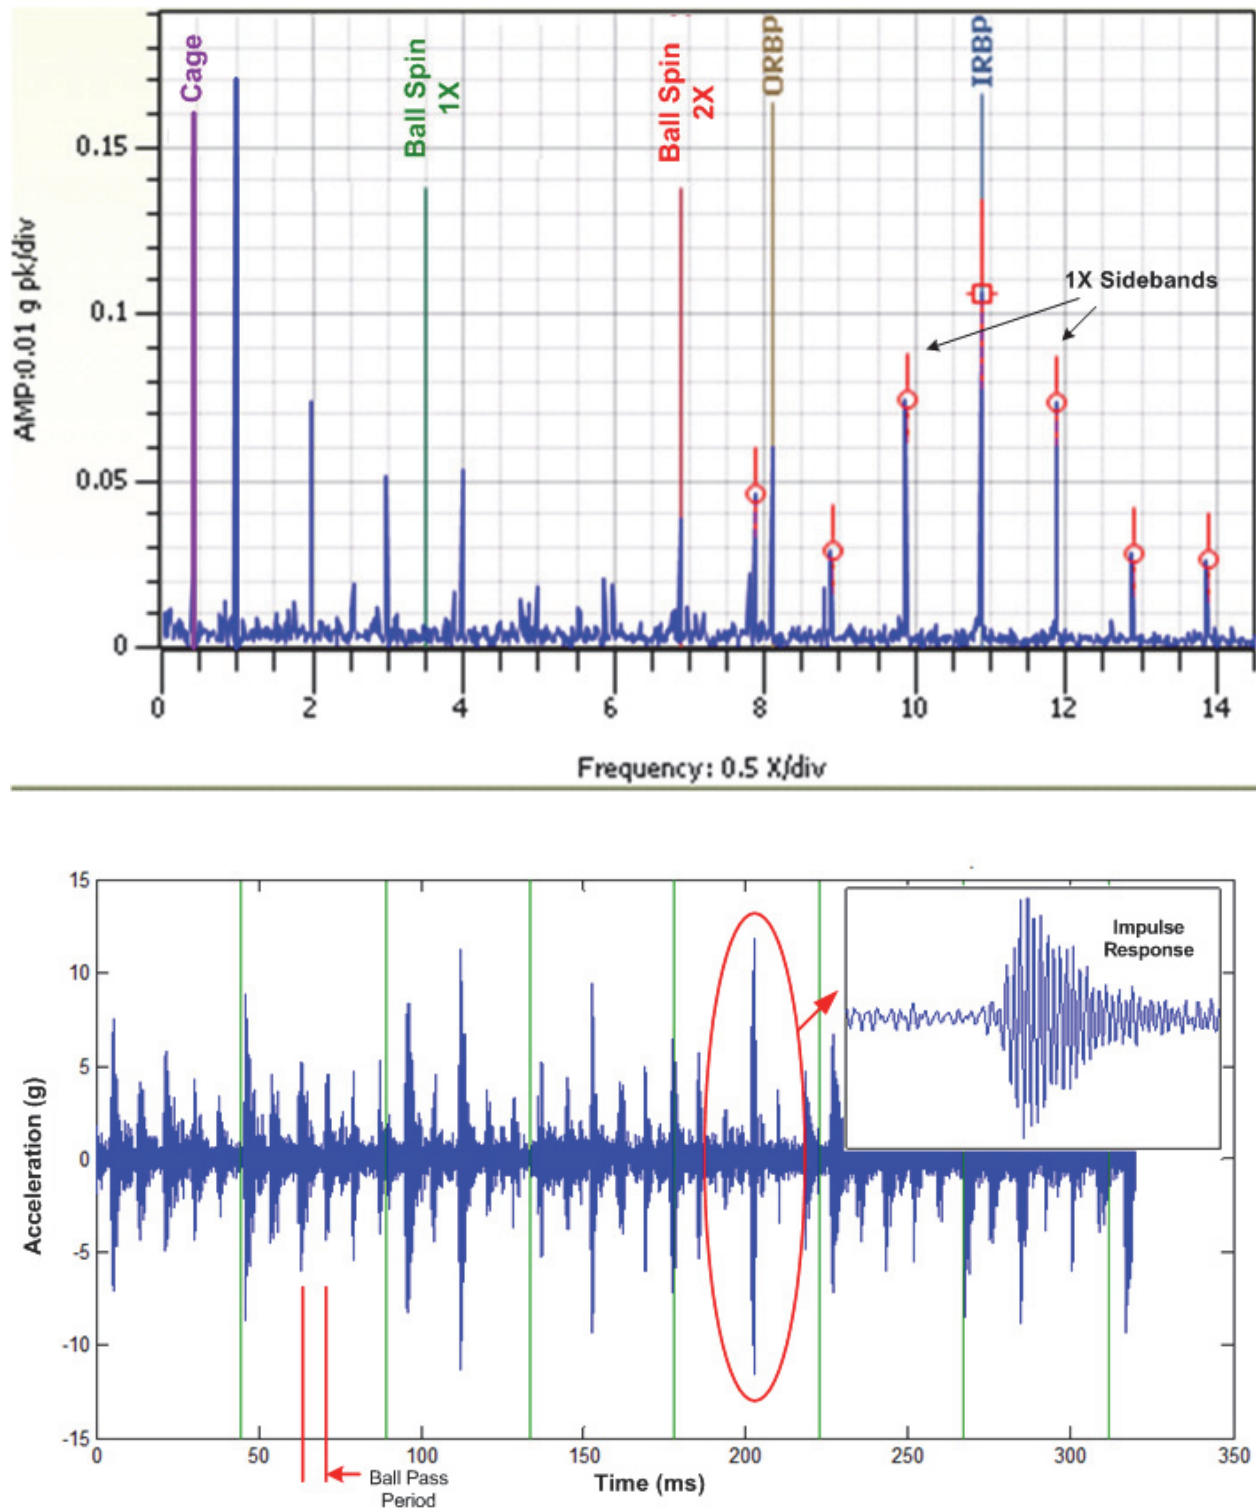 Cage
Ball Spin
1X
Ball Spin
2X
ORBP
IRBP
1X Sidebands
AMP:0.01 g pk/div
0.15
0.1
0.05
0
0 2 4 6 8 10 12 14
Frequency: 0.5 X/div
Impulse
Response
Acceleration (g)
15
10
5
0
-5
-10
-15
0 50 100 150 200 250 300 350
Ball Pass
Period
Time (ms)